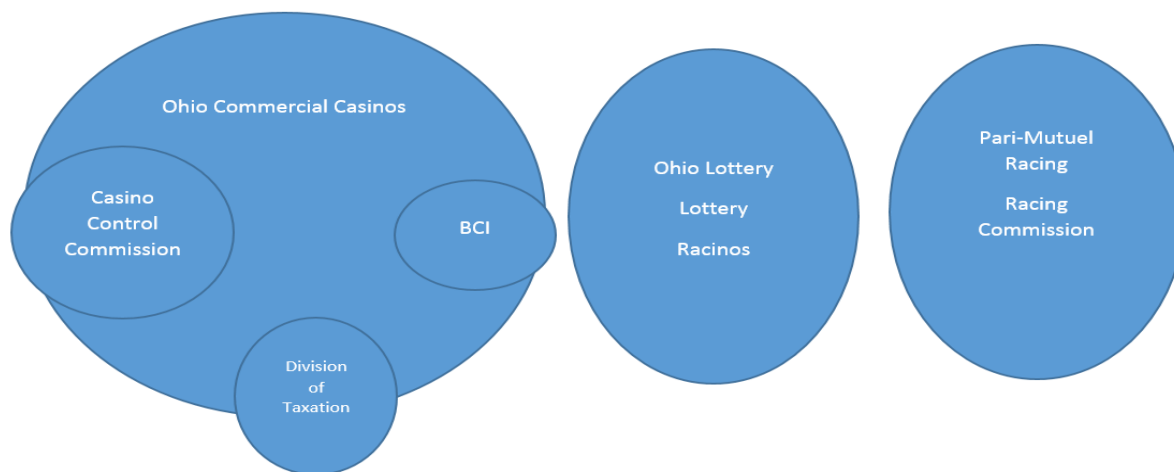 Ohio Commercial Casinos
Casino
Control
Commission
BCI
Division
of
Taxation
Ohio Lottery
Lottery
Racinos
Pari-Mutuel
Racing
Racing
Commission